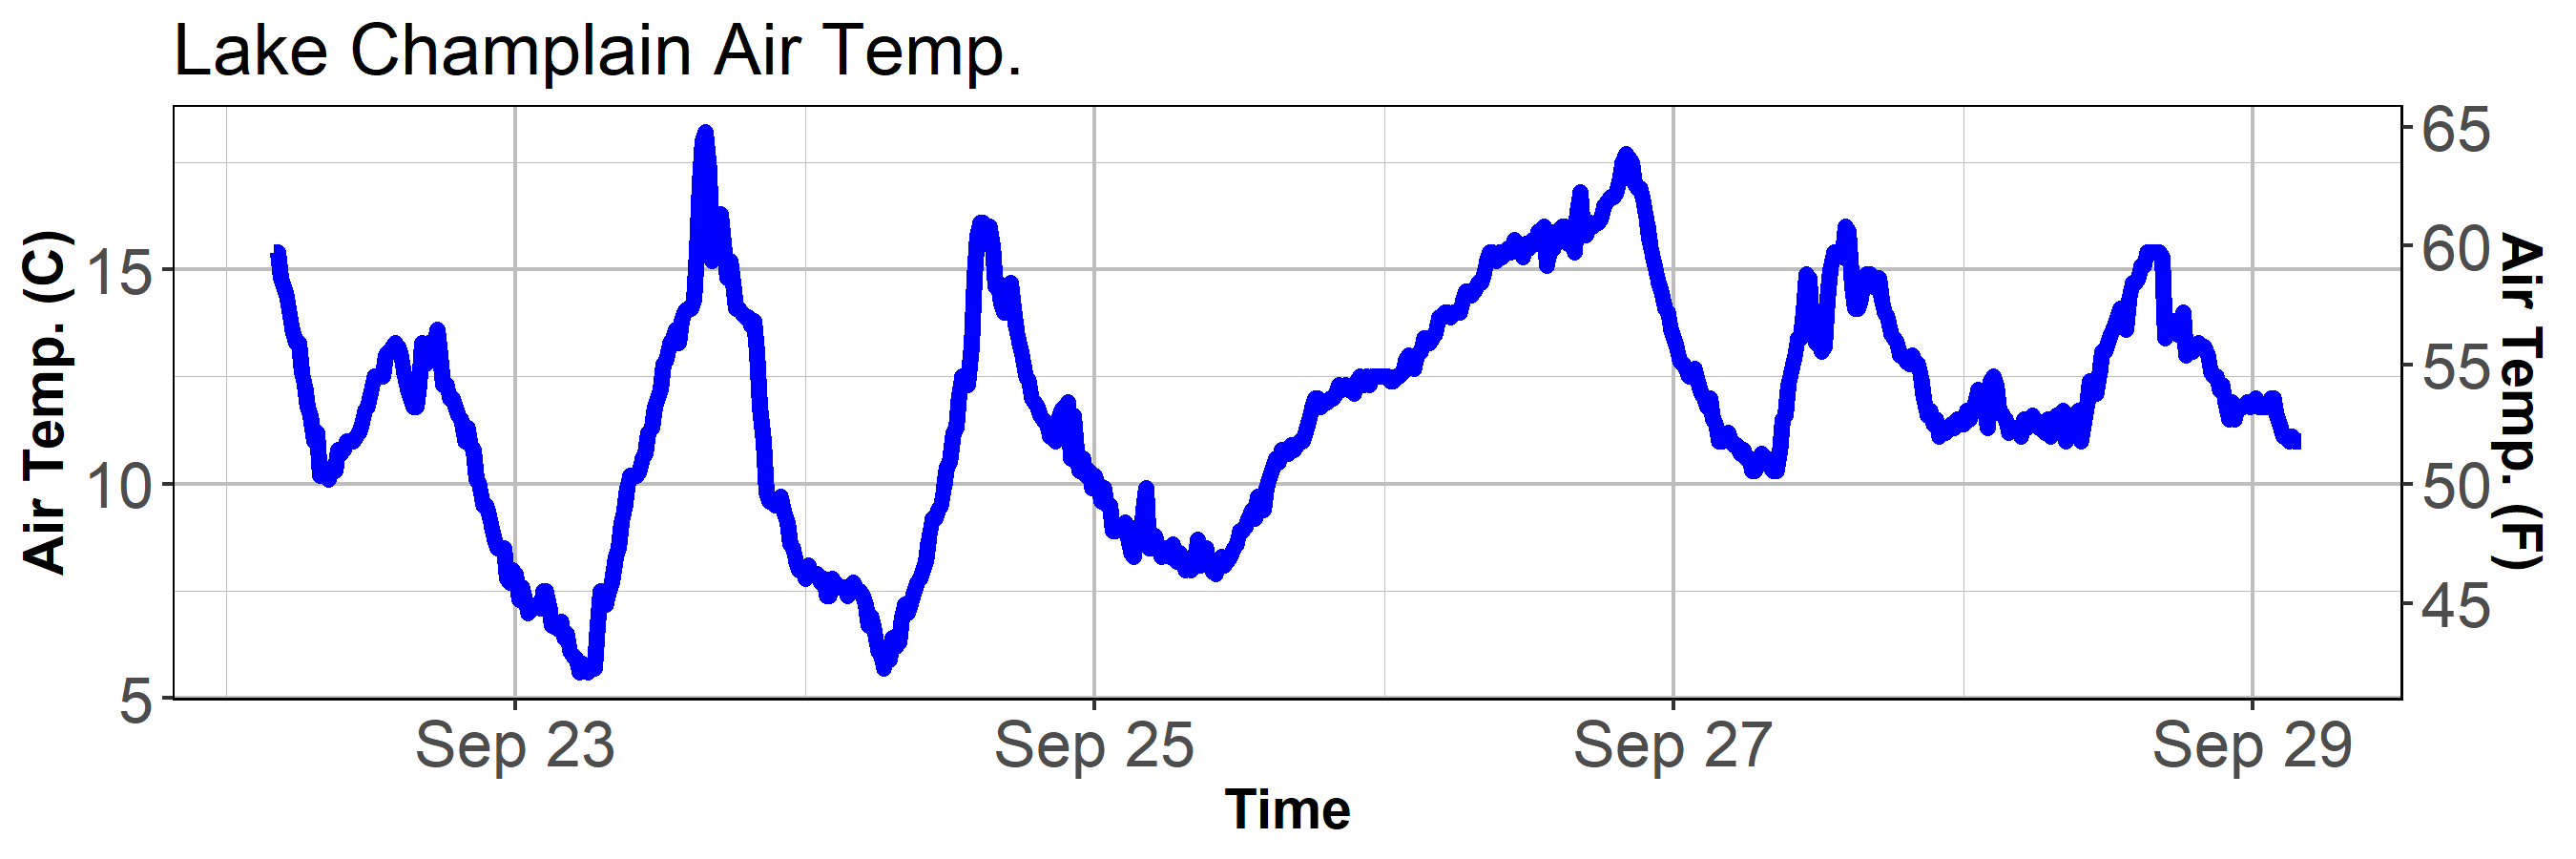 Lake Champlain Air Temp.
Air Temp. (C)
15
10
5
65
60
55
50
45
Air Temp. (F)
Sep 23 Sep 25 Sep 27 Sep 29
Time